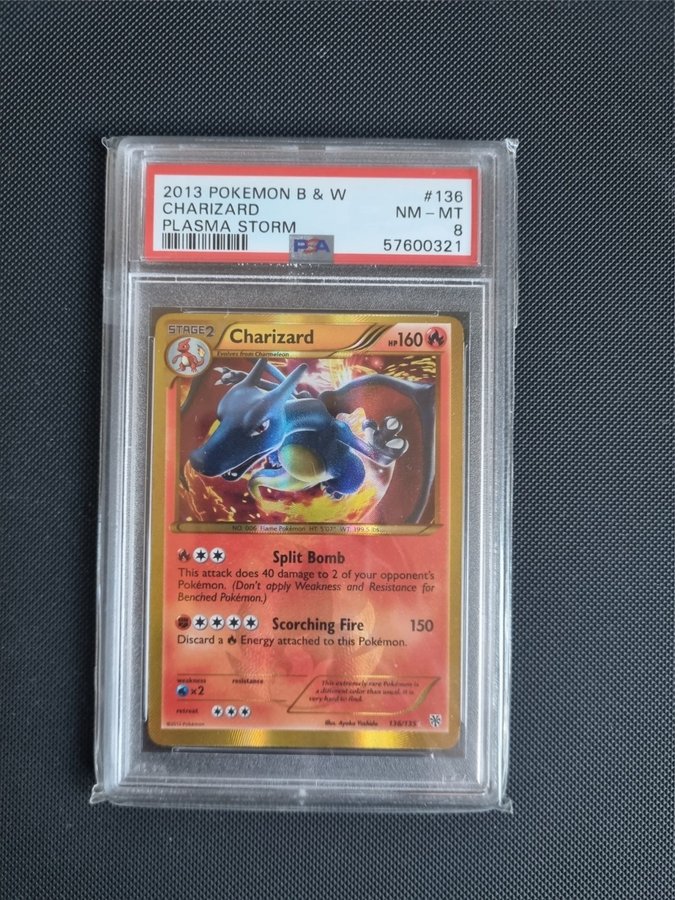 2013 POKEMON B & W #136
CHARIZARD NM - MT
PLASMA STORM 8
PSA 57600321
STAGE2 Charizard HP160
Evolves from Charmeleon
NO. 006 Flame Pokémon HT: 5'07" WT: 199.5 lbs.
Split Bomb
This attack does 40 damage to 2 of your opponent's
Pokémon. (Don't apply Weakness and Resistance for
Benched Pokémon.)
Scorching Fire 150
Discard a Energy attached to this Pokémon.
weakness resistance
×2
This extremely rare Pokémon is
a different color than usual. It is
very hard to find.
retreat
©2013 Pokémon Illus. Ayaka Yoshida 136/135